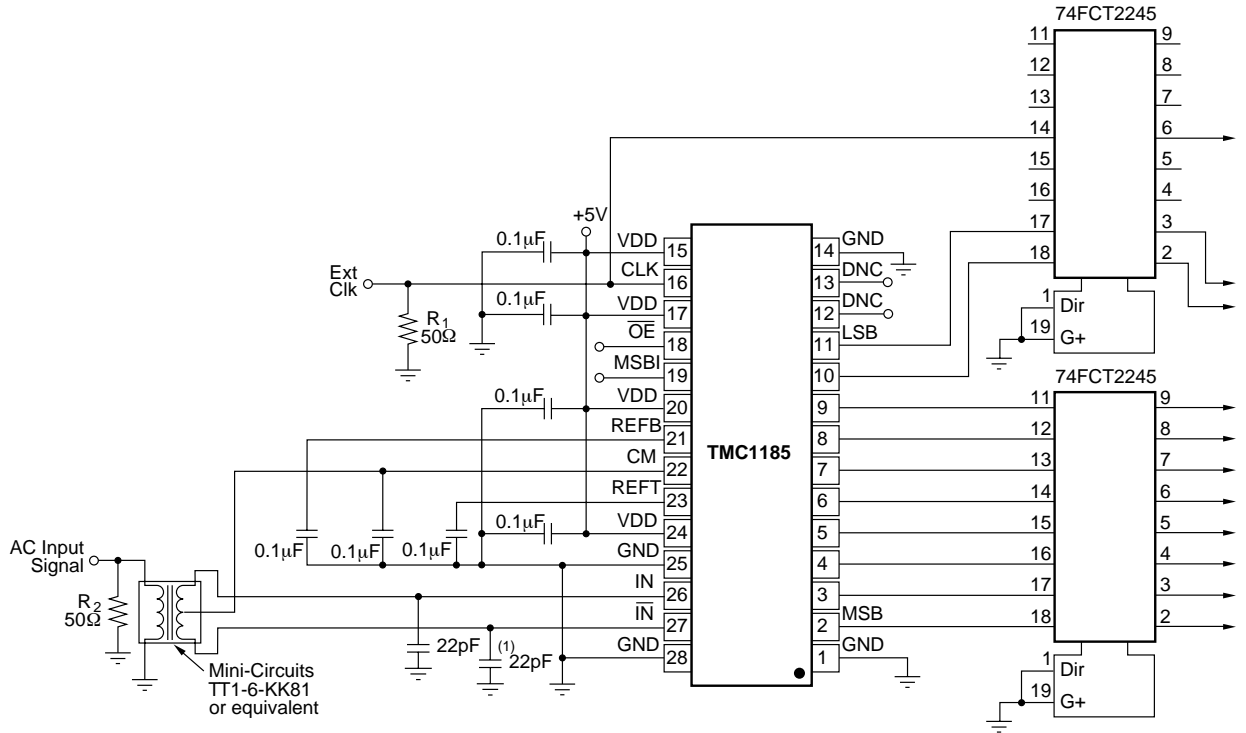 74FCT2245
11 9
12 8
13 7
14 6
15 5
16 4
17 3
18 2
1 Dir
19 G+
+5V
0.1μF VDD 15 14 GND
Ext Clk CLK 16 13 DNC
0.1μF VDD 17 12 DNC
R1 50Ω
OE 18 11 LSB
MSBI 19 10
74FCT2245
0.1μF VDD 20 9 11 9
REFB 21 8 12 8
CM 22 TMC1185 7 13 7
REFT 23 6 14 6
0.1μF VDD 24 5 15 5
0.1μF 0.1μF 0.1μF GND 25 4 16 4
AC Input
Signal
IN 26 3 17 3
R2 50Ω
IN 27 2 MSB 18 2
22pF (1) 22pF GND 28 1 GND
1 Dir
19 G+
Mini-Circuits
TT1-6-KK81
or equivalent